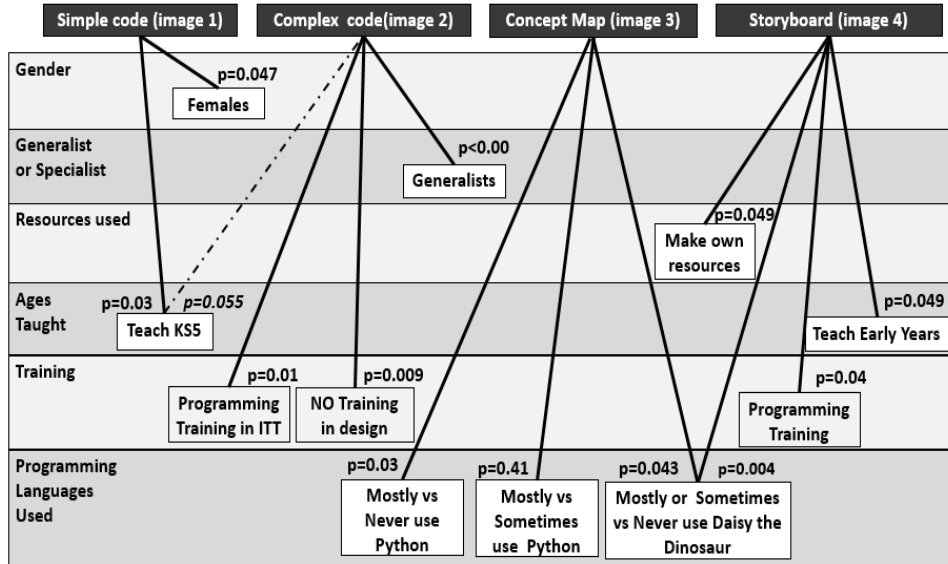 Simple code (image 1)
Complex code(image 2)
Concept Map (image 3)
Storyboard (image 4)
Gender
p=0.047
Females
Generalist
or Specialist
p<0.00
Generalists
Resources used
p=0.049
Make own
resources
Ages
Taught
p=0.03
p=0.055
Teach KS5
p=0.049
Teach Early Years
Training
p=0.01
Programming
Training in ITT
p=0.009
NO Training
in design
p=0.04
Programming
Training
Programming
Languages
Used
p=0.03
Mostly vs
Never use
Python
p=0.41
Mostly vs
Sometimes
use Python
p=0.043
p=0.004
Mostly or Sometimes
vs Never use Daisy the
Dinosaur